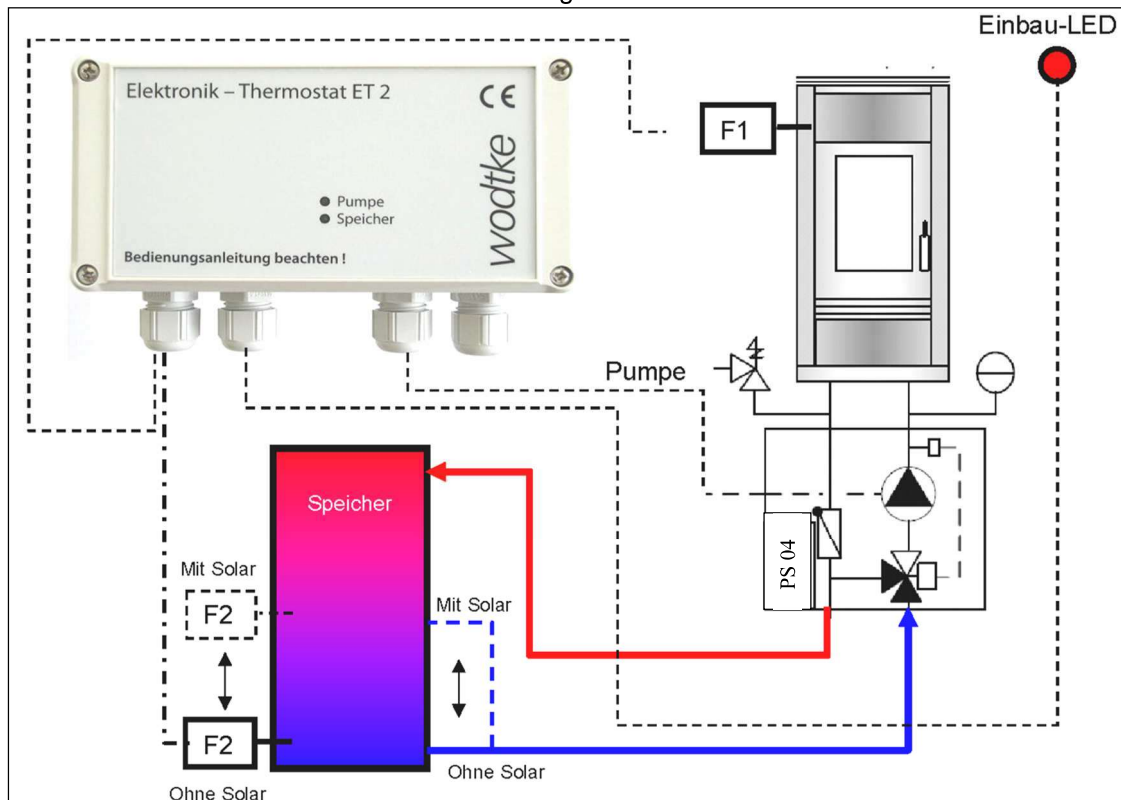 Einbau-LED
Elektronik – Thermostat ET 2
CE
wodtke
F1
Pumpe
Speicher
Bedienungsanleitung beachten !
Pumpe
Speicher
PS 04
Mit Solar
F2
Mit Solar
F2
Ohne Solar
Ohne Solar